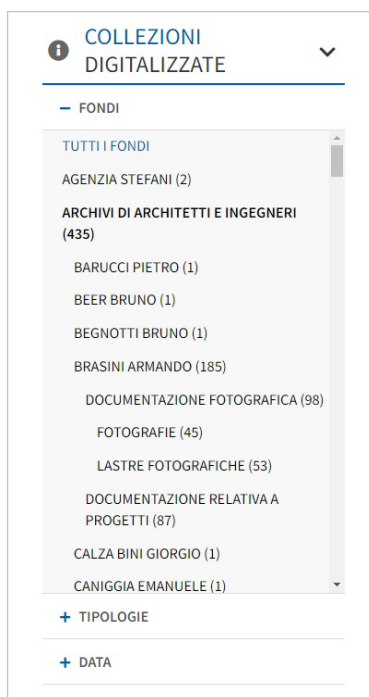 COLLEZIONI
DIGITALIZZATE
– FONDI
TUTTI I FONDI
AGENZIA STEFANI (2)
ARCHIVI DI ARCHITETTI E INGEGNERI
(435)
BARUCCI PIETRO (1)
BEER BRUNO (1)
BEGNOTTI BRUNO (1)
BRASINI ARMANDO (185)
DOCUMENTAZIONE FOTOGRAFICA (98)
FOTOGRAFIE (45)
LASTRE FOTOGRAFICHE (53)
DOCUMENTAZIONE RELATIVA A
PROGETTI (87)
CALZA BINI GIORGIO (1)
CANIGGIA EMANUELE (1)
+ TIPOLOGIE
+ DATA